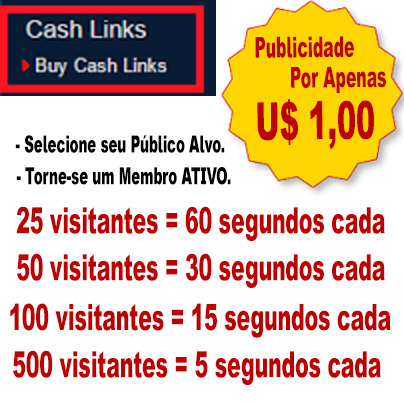 Cash Links
Buy Cash Links
Publicidade
Por Apenas
U$ 1,00
- Selecione seu Público Alvo.
- Torne-se um Membro ATIVO.
25 visitantes = 60 segundos cada
50 visitantes = 30 segundos cada
100 visitantes = 15 segundos cada
500 visitantes = 5 segundos cada